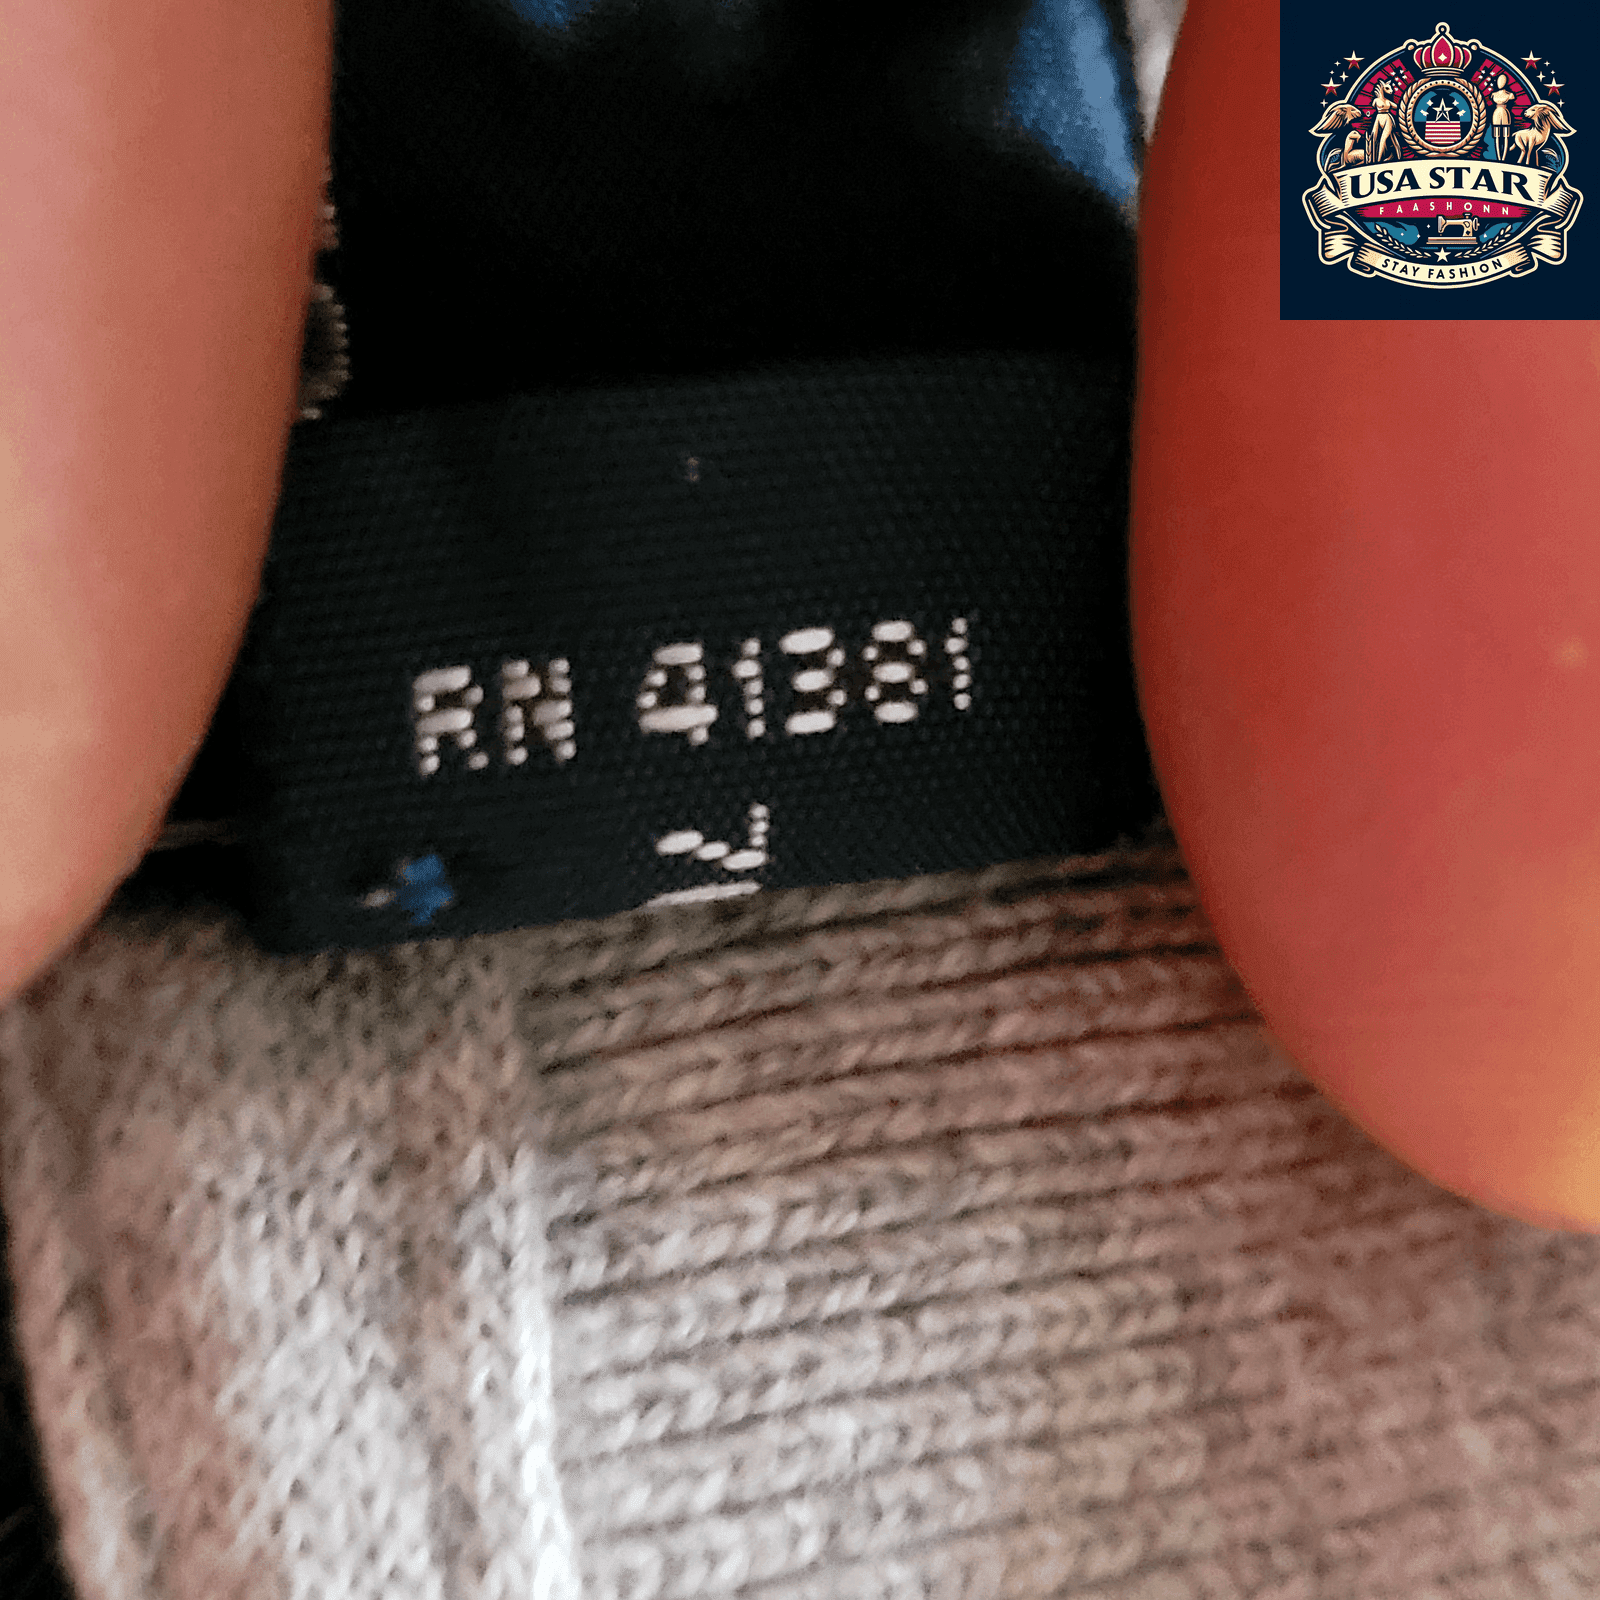 USA STAR
FAASHONN
STAY FASHION
RN 41381